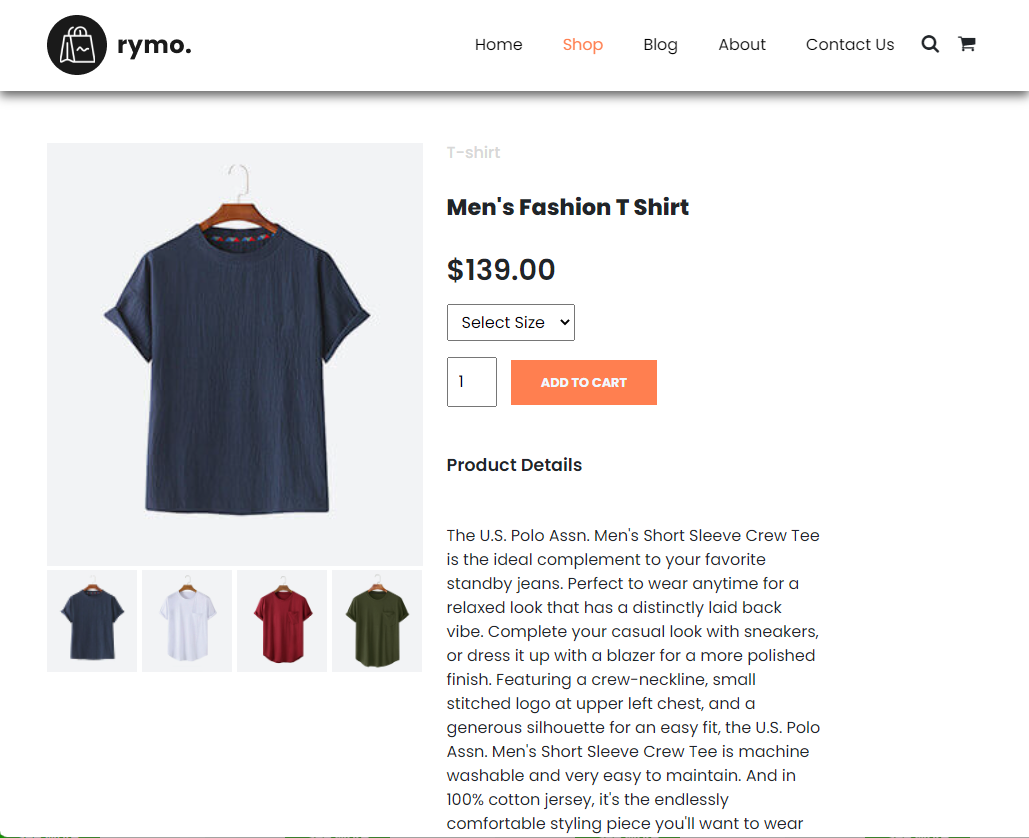 rymo.
Home
Shop
Blog
About
Contact Us
T-shirt
Men's Fashion T Shirt
$139.00
Select Size
1
ADD TO CART
Product Details
The U.S. Polo Assn. Men's Short Sleeve Crew Tee
is the ideal complement to your favorite
standby jeans. Perfect to wear anytime for a
relaxed look that has a distinctly laid back
vibe. Complete your casual look with sneakers,
or dress it up with a blazer for a more polished
finish. Featuring a crew-neckline, small
stitched logo at upper left chest, and a
generous silhouette for an easy fit, the U.S. Polo
Assn. Men's Short Sleeve Crew Tee is machine
washable and very easy to maintain. And in
100% cotton jersey, it's the endlessly
comfortable styling piece you'll want to wear